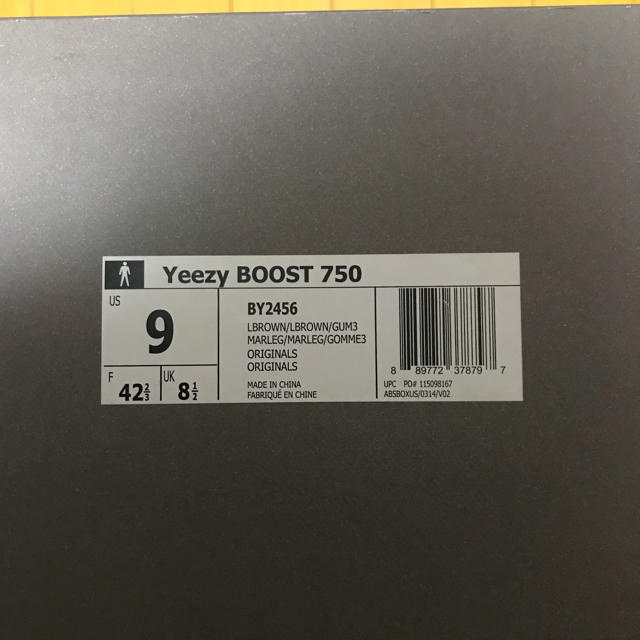 Yeezy BOOST 750
US
9
F
42 2/3
UK
8 1/2
BY2456
LBROWN/LBROWN/GUM3
MARLEG/MARLEG/GOMME3
ORIGINALS
ORIGINALS
MADE IN CHINA
FABRIQUÉ EN CHINE
8 89772 37879 7
UPC PO# 115098167
ABSBOXUS/0314/V02